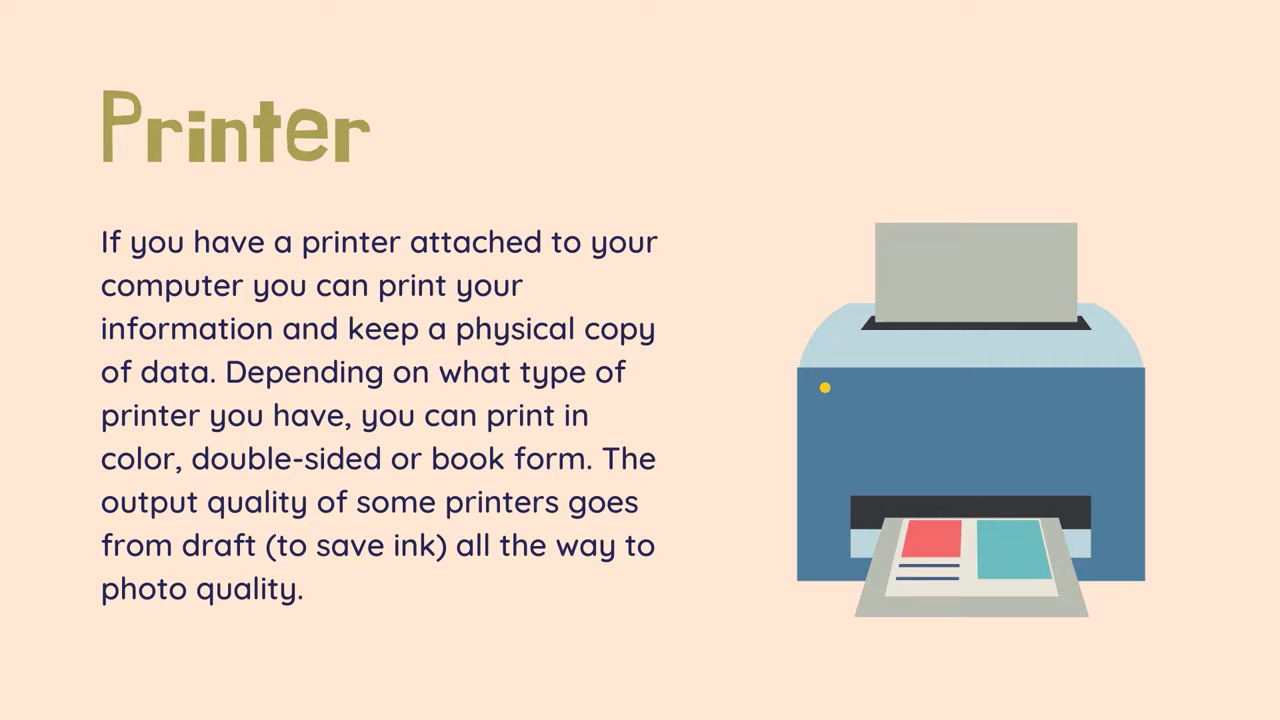 Printer
If you have a printer attached to your
computer you can print your
information and keep a physical copy
of data. Depending on what type of
printer you have, you can print in
color, double-sided or book form. The
output quality of some printers goes
from draft (to save ink) all the way to
photo quality.